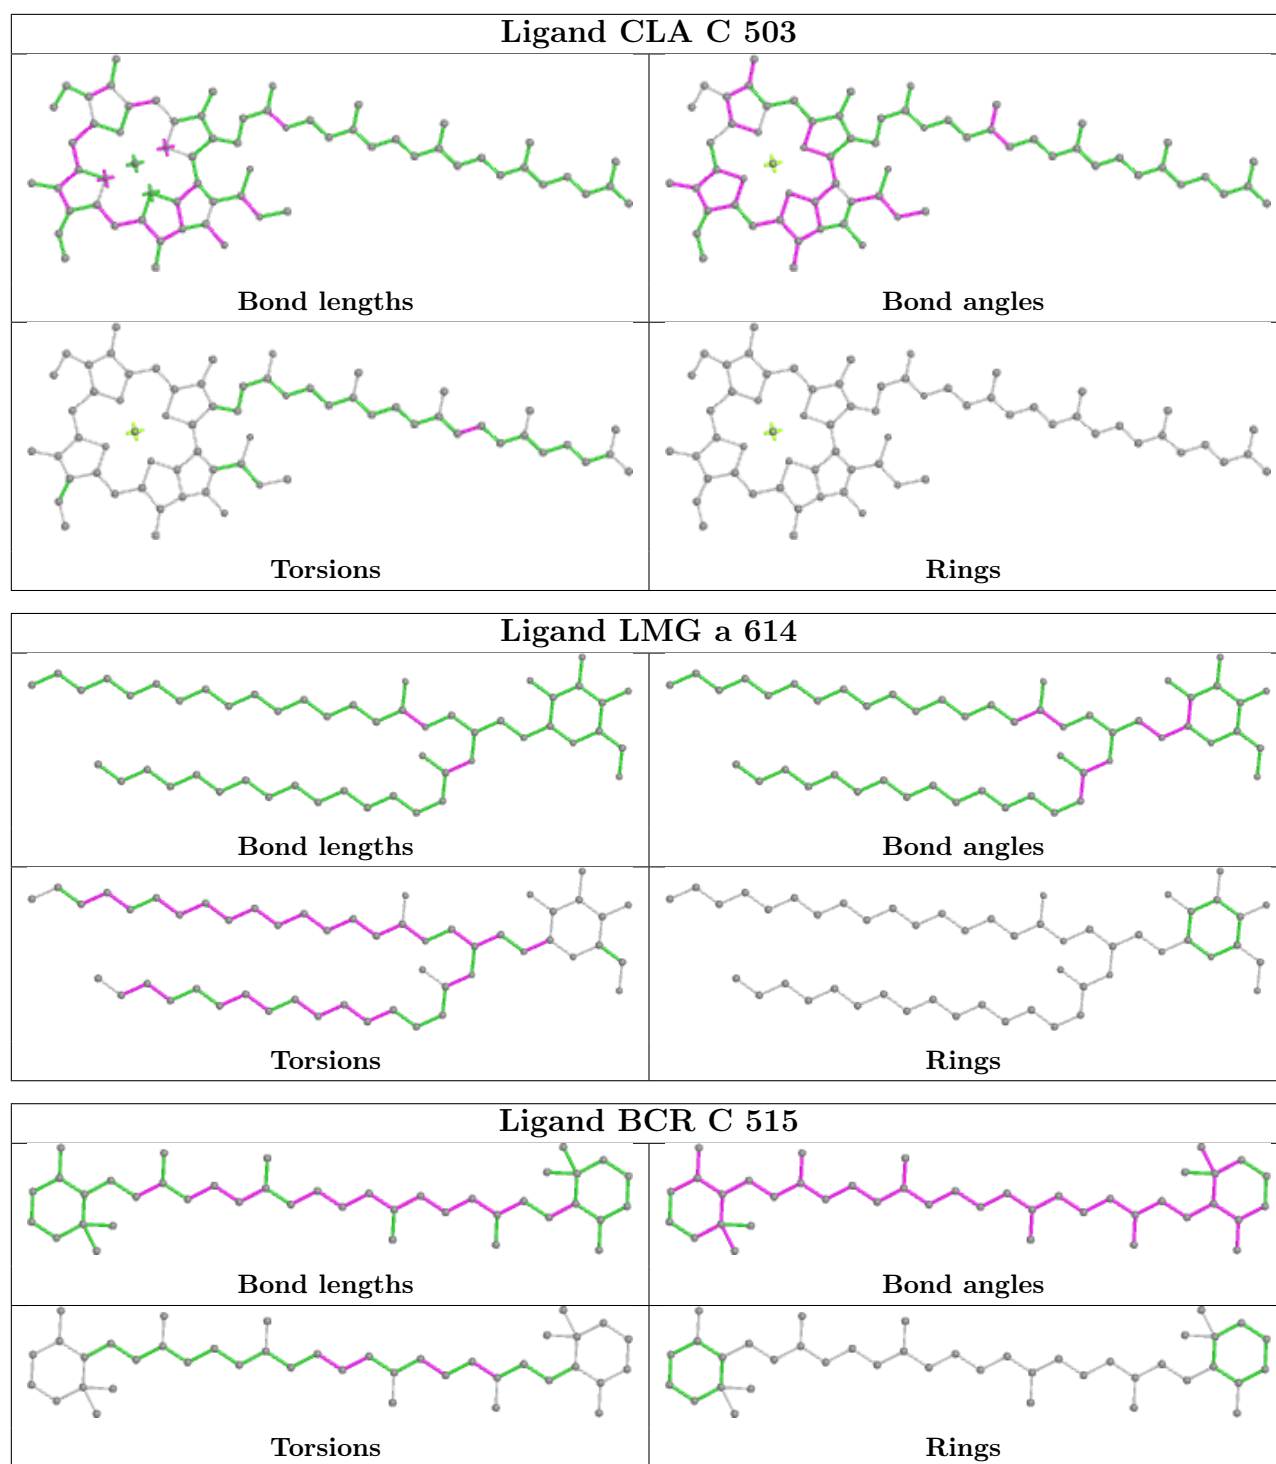 Ligand CLA C 503
Bond lengths
Bond angles
Torsions
Rings
Ligand LMG a 614
Bond lengths
Bond angles
Torsions
Rings
Ligand BCR C 515
Bond lengths
Bond angles
Torsions
Rings